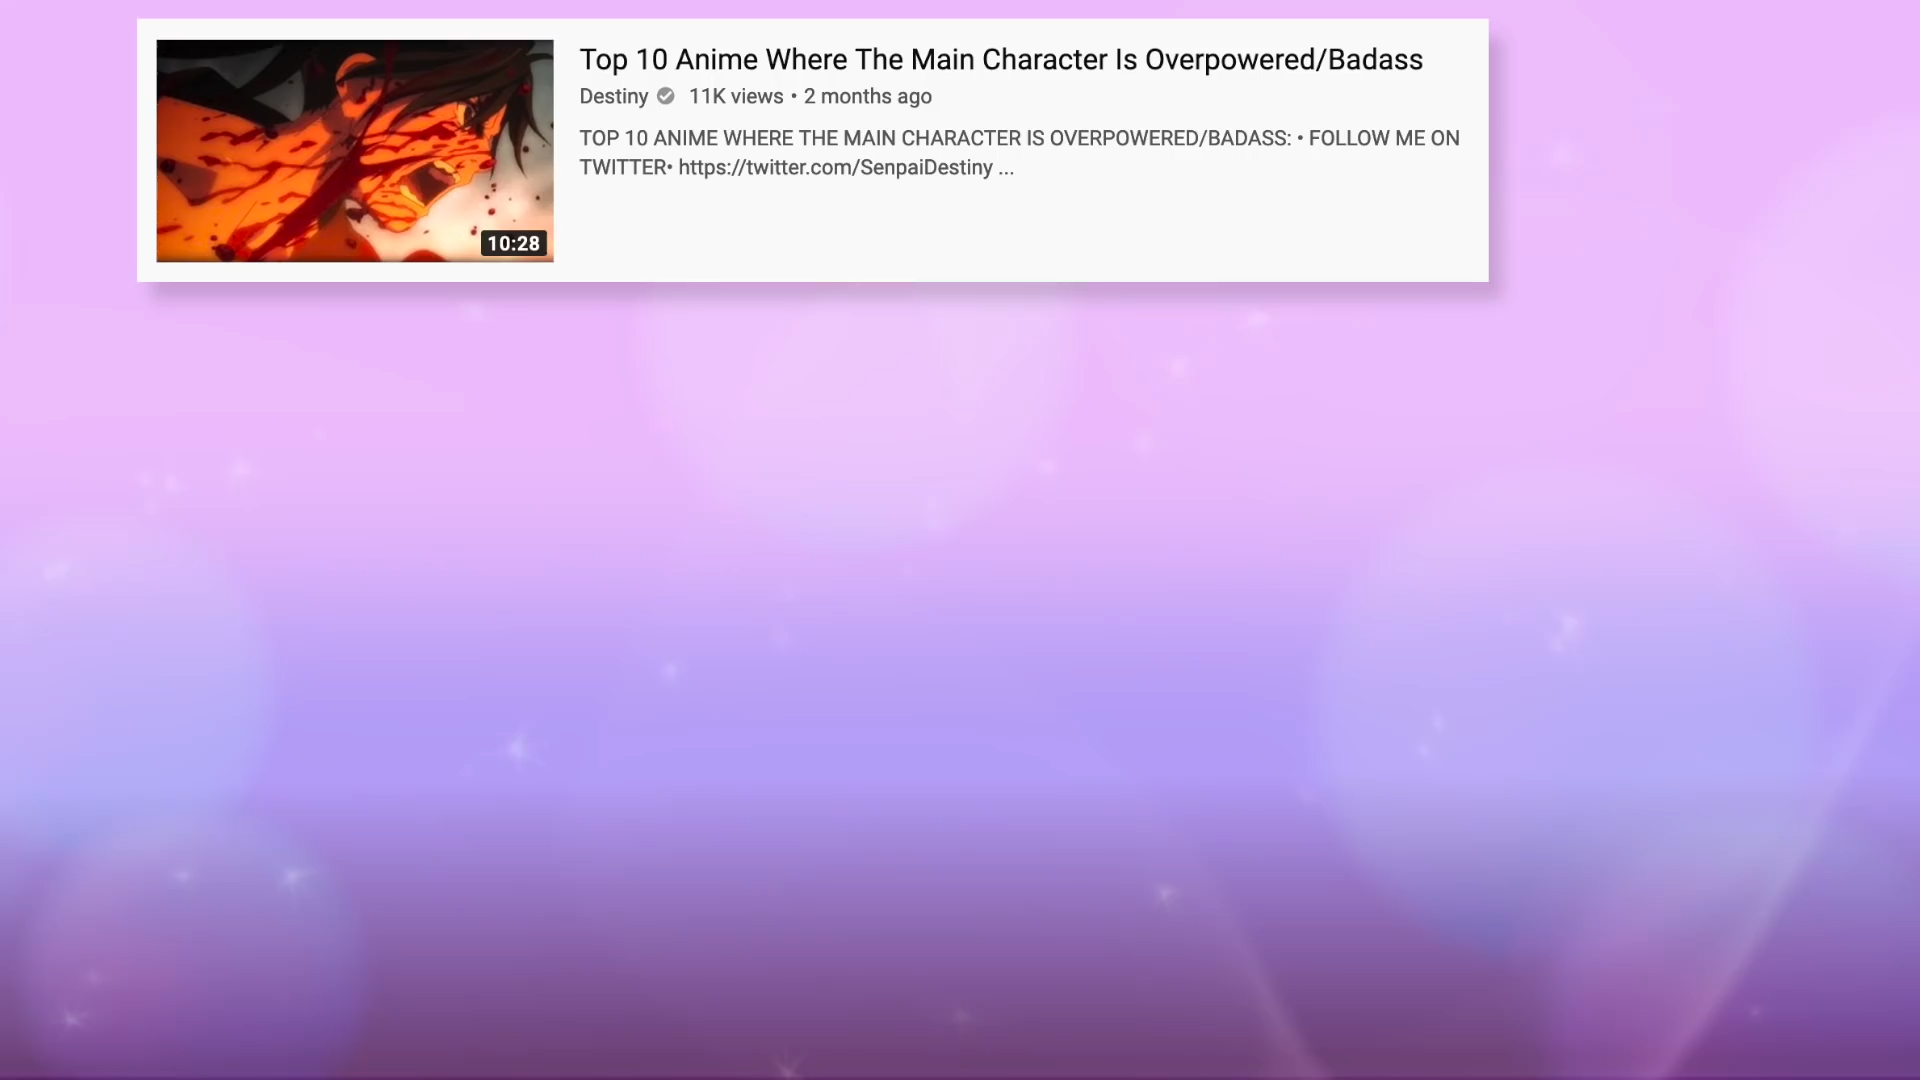 Top 10 Anime Where The Main Character Is Overpowered/Badass
Destiny 11K views • 2 months ago
TOP 10 ANIME WHERE THE MAIN CHARACTER IS OVERPOWERED/BADASS: • FOLLOW ME ON
TWITTER• https://twitter.com/SenpaiDestiny ...
10:28